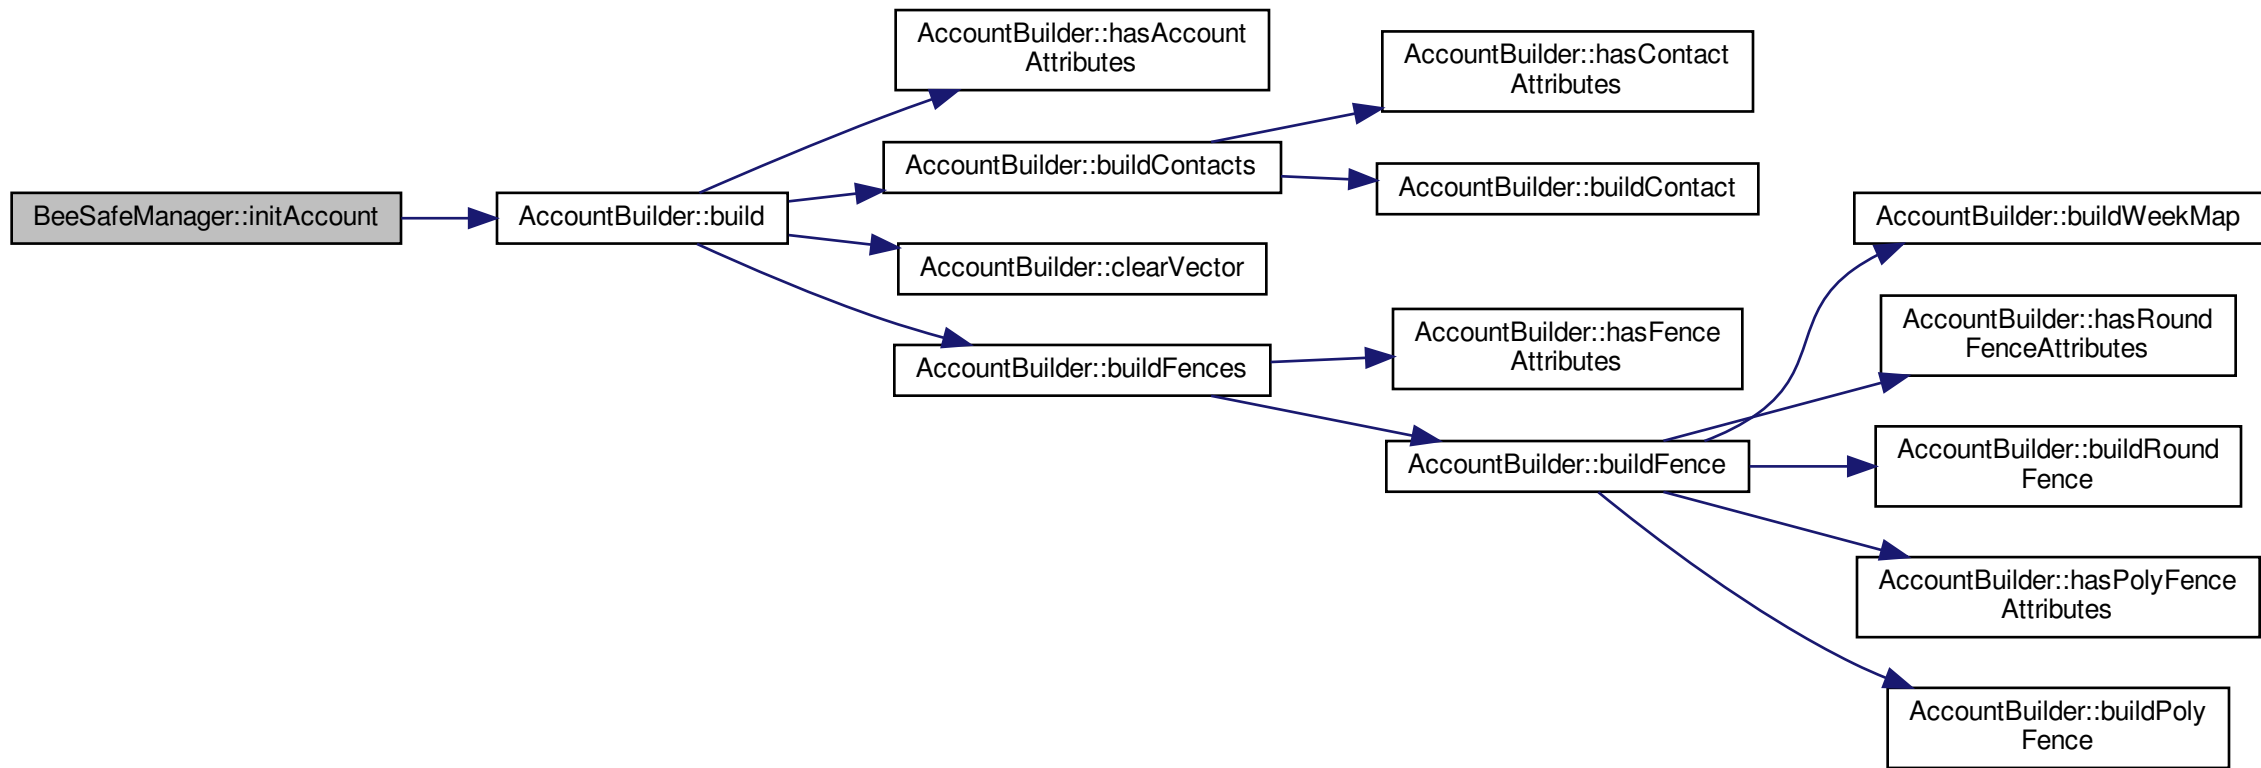 BeeSafeManager::initAccount
AccountBuilder::build
AccountBuilder::hasAccount
Attributes
AccountBuilder::buildContacts
AccountBuilder::clearVector
AccountBuilder::buildFences
AccountBuilder::hasContact
Attributes
AccountBuilder::buildContact
AccountBuilder::hasFence
Attributes
AccountBuilder::buildFence
AccountBuilder::buildWeekMap
AccountBuilder::hasRound
FenceAttributes
AccountBuilder::buildRound
Fence
AccountBuilder::hasPolyFence
Attributes
AccountBuilder::buildPoly
Fence